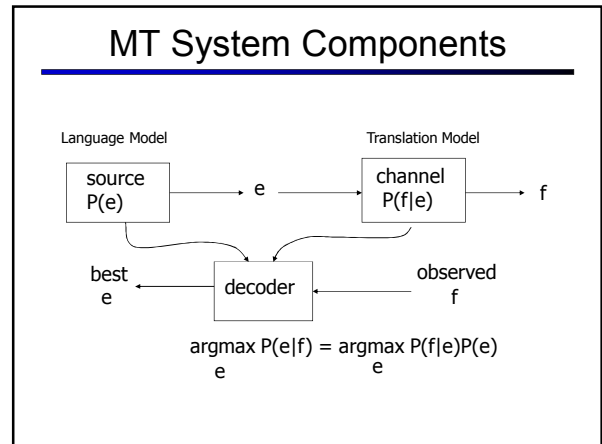 MT System Components
Language Model
Translation Model
source
P(e)
e
channel
P(f|e)
f
best
e
decoder
observed
f
argmax P(e|f) = argmax P(f|e)P(e)
e e